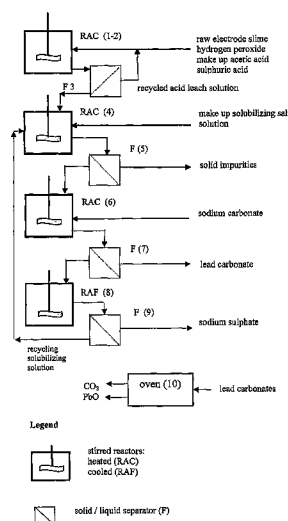 RAC (1-2)
raw electrode slime
hydrogen peroxide
make up aceric acid
sulphuric acid
recycled acid leach solution
F 3
RAC (4)
make up solubilizing sal
solution
F (5)
solid impurities
RAC (6)
sodium carbonate
F (7)
lead carbonate
RAF (8)
F (9)
sodium sulphate
recycling
solubilizing
solution
CO₂
PbO
oven (10)
lead carbonates
Legend
stirred reactors:
heated (RAC)
cooled (RAF)
solid / liquid separator (F)